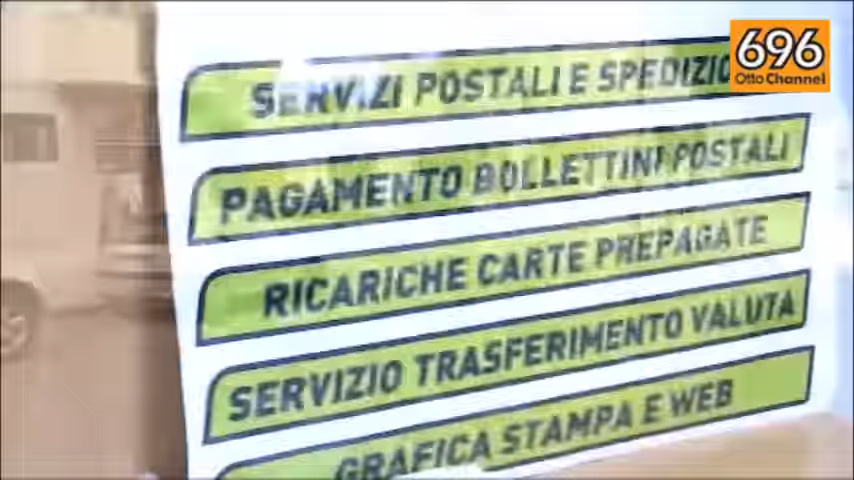 696
Otto Channel
SERVIZI POSTALI E
PAGAMENTO BOLLETTINI POSTALI
RICARICHE CARTE PREPAGATE
SERVIZIO TRASFERIMENTO VALUTA
GRAFICA STAMPA E WEB